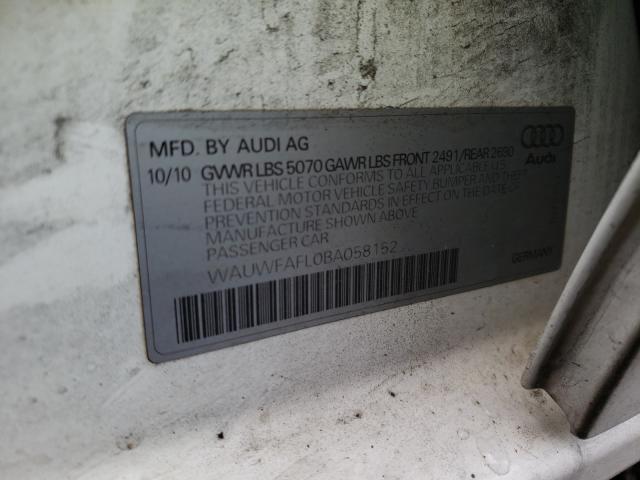 MFD. BY AUDI AG
10/10 GVWR LBS 5070 GAWR LBS FRONT 2491/REAR 2690
THIS VEHICLE CONFORMS TO ALL APPLICABLE US
FEDERAL MOTOR VEHICLE SAFETY BUMPER AND THEFT
PREVENTION STANDARDS IN EFFECT ON THE DATE OF
MANUFACTURE SHOWN ABOVE
PASSENGER CAR
WAUWFAFL0BA058152
GERMANY
Audi